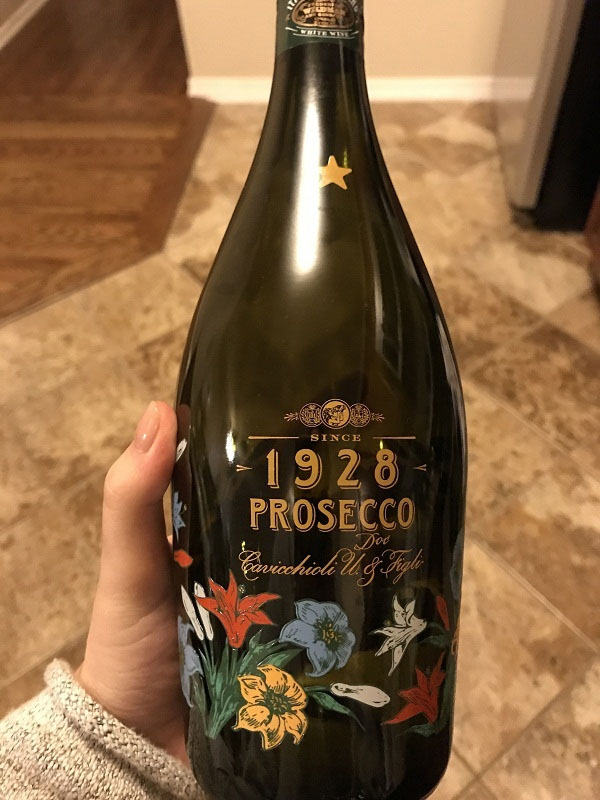 WHITE WINE
SINCE
1928
PROSECCO
Doc
Cavicchioli U. & Figli